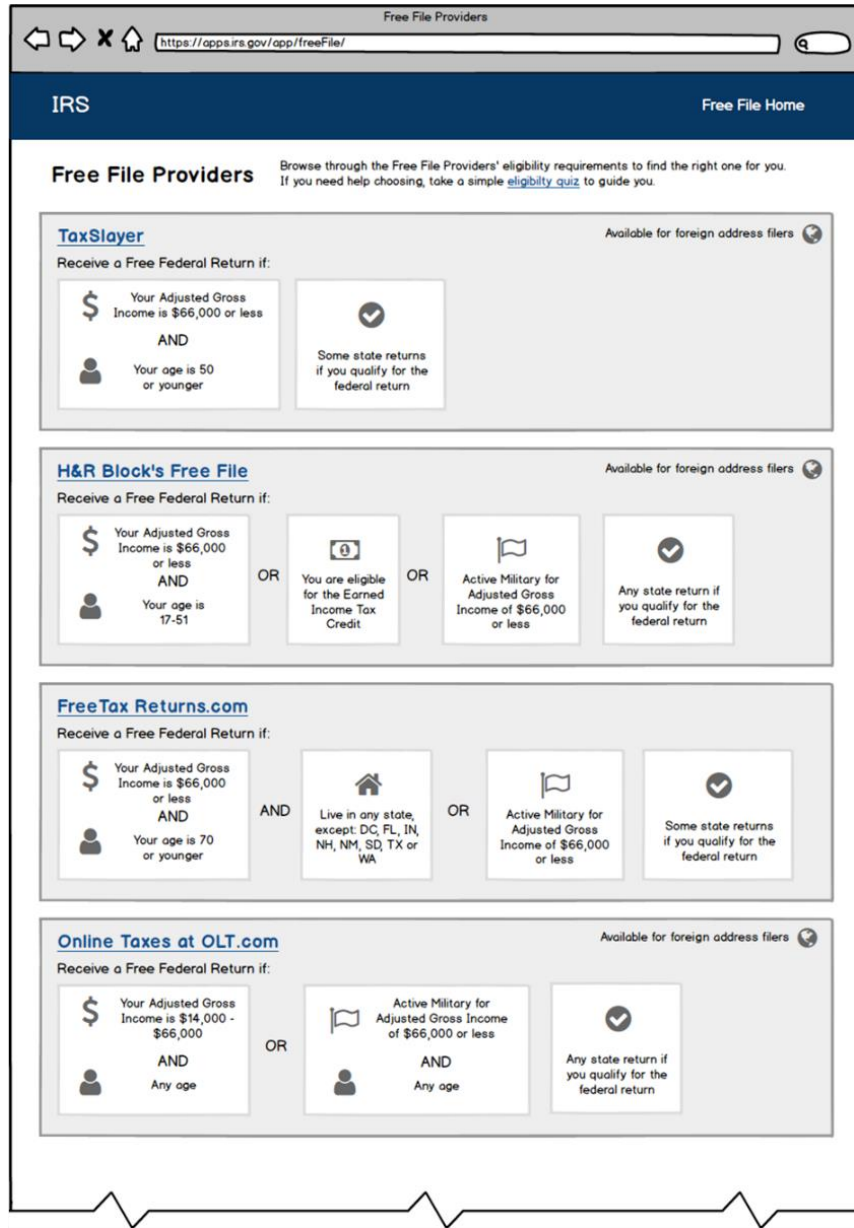 Free File Providers
https://apps.irs.gov/app/freeFile/
IRS
Free File Home
Free File Providers
Browse through the Free File Providers' eligibility requirements to find the right one for you.
If you need help choosing, take a simple eligibilty quiz to guide you.
TaxSlayer
Available for foreign address filers
Receive a Free Federal Return if:
Your Adjusted Gross
Income is $66,000 or less
AND
Your age is 50
or younger
Some state returns
if you qualify for the
federal return
H&R Block's Free File
Available for foreign address filers
Receive a Free Federal Return if:
Your Adjusted Gross
Income is $66,000
or less
AND
Your age is
17-51
OR
You are eligible
for the Earned
Income Tax
Credit
OR
Active Military for
Adjusted Gross
Income of $66,000
or less
Any state return if
you qualify for the
federal return
FreeTax Returns.com
Receive a Free Federal Return if:
Your Adjusted Gross
Income is $66,000
or less
AND
Your age is 70
or younger
AND
Live in any state,
except: DC, FL, IN,
NH, NM, SD, TX or
WA
OR
Active Military for
Adjusted Gross
Income of $66,000
or less
Some state returns
if you qualify for the
federal return
Online Taxes at OLT.com
Available for foreign address filers
Receive a Free Federal Return if:
Your Adjusted Gross
Income is $14,000 -
$66,000
AND
Any age
OR
Active Military for
Adjusted Gross Income
of $66,000 or less
AND
Any age
Any state return if
you qualify for the
federal return